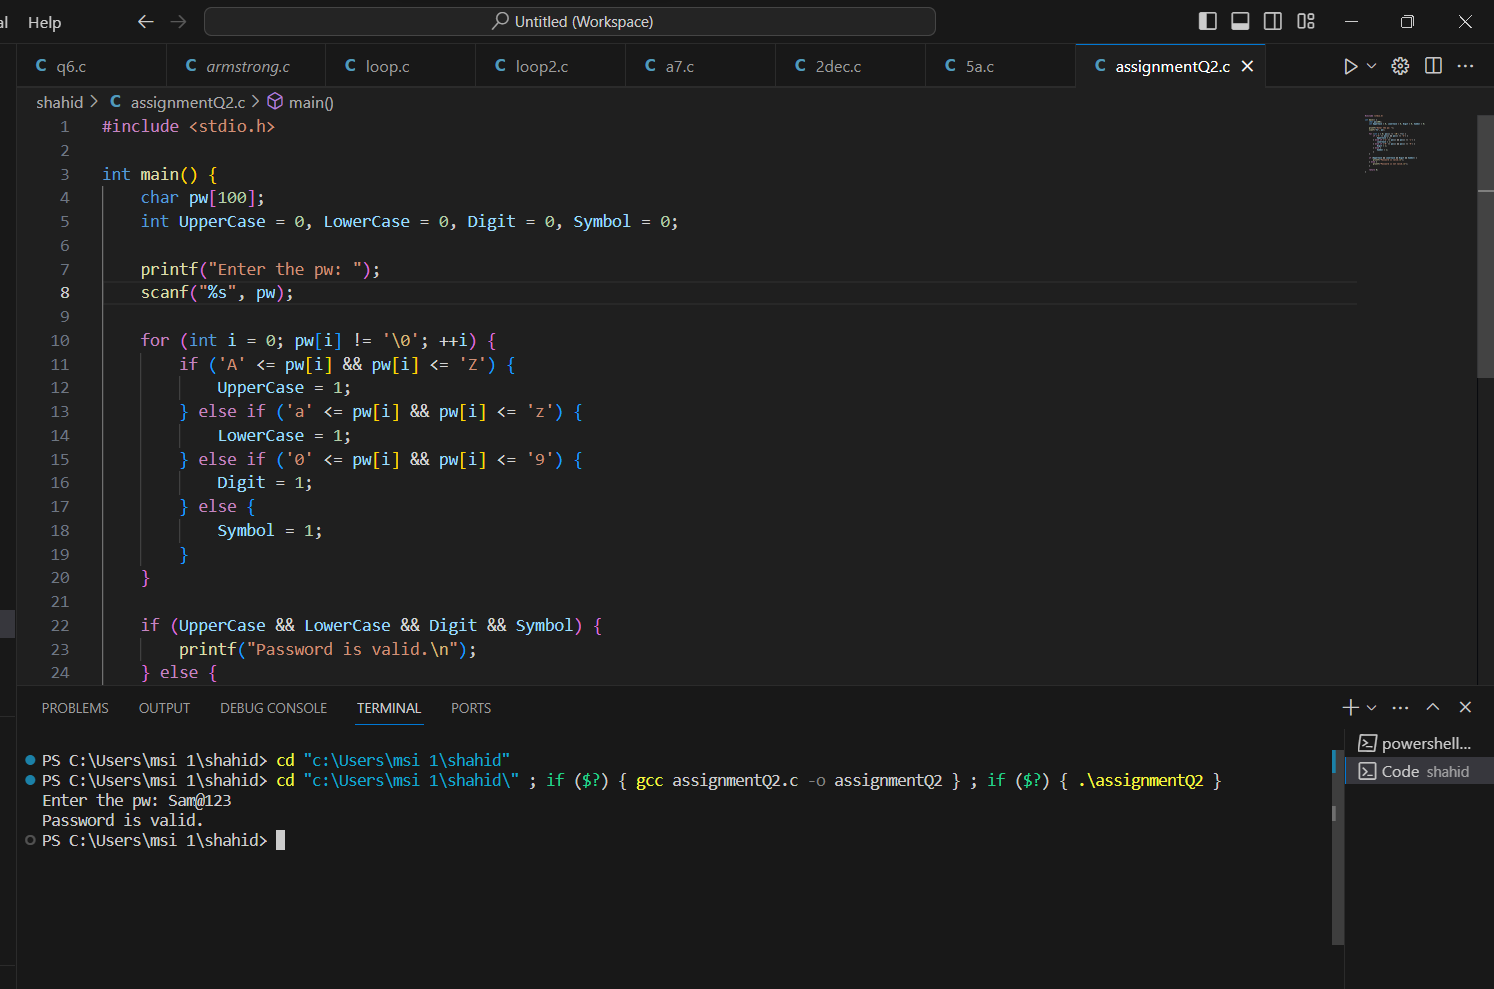 al Help Untitled (Workspace)
C q6.c C armstrong.c C loop.c C loop2.c C a7.c C 2dec.c C 5a.c C assignmentQ2.c
shahid > C assignmentQ2.c > main()
1 #include <stdio.h>
2
3 int main() {
4 char pw[100];
5 int UpperCase = 0, LowerCase = 0, Digit = 0, Symbol = 0;
6
7 printf("Enter the pw: ");
8 scanf("%s", pw);
9
10 for (int i = 0; pw[i] != '\0'; ++i) {
11 if ('A' <= pw[i] && pw[i] <= 'Z') {
12 UpperCase = 1;
13 } else if ('a' <= pw[i] && pw[i] <= 'z') {
14 LowerCase = 1;
15 } else if ('0' <= pw[i] && pw[i] <= '9') {
16 Digit = 1;
17 } else {
18 Symbol = 1;
19 }
20 }
21
22 if (UpperCase && LowerCase && Digit && Symbol) {
23 printf("Password is valid.\n");
24 } else {
PROBLEMS OUTPUT DEBUG CONSOLE TERMINAL PORTS
powershell...
Code shahid
PS C:\Users\msi 1\shahid> cd "c:\Users\msi 1\shahid"
PS C:\Users\msi 1\shahid> cd "c:\Users\msi 1\shahid\" ; if ($?) { gcc assignmentQ2.c -o assignmentQ2 } ; if ($?) { .\assignmentQ2 }
Enter the pw: Sam@123
Password is valid.
PS C:\Users\msi 1\shahid>